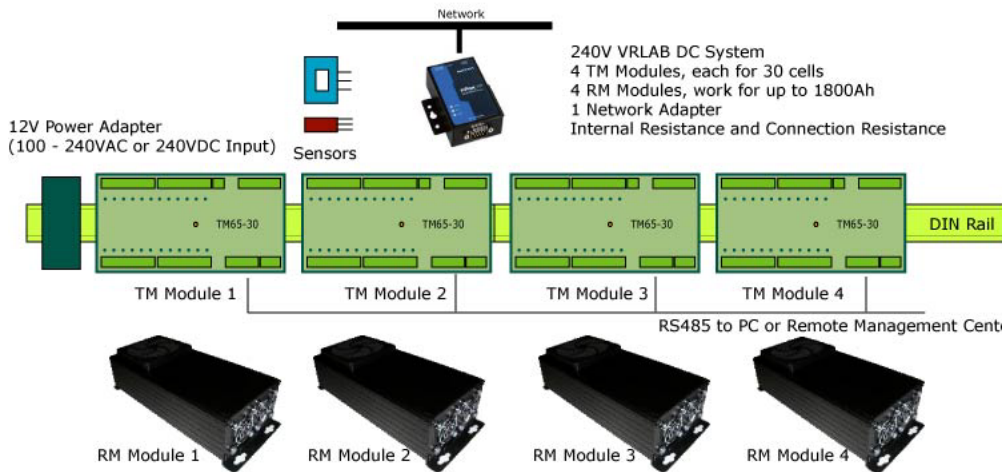 Network
240V VRLAB DC System
4 TM Modules, each for 30 cells
4 RM Modules, work for up to 1800Ah
1 Network Adapter
Internal Resistance and Connection Resistance
12V Power Adapter
(100 - 240VAC or 240VDC Input)
Sensors
TM65-30
TM65-30
TM65-30
TM65-30
DIN Rail
TM Module 1
TM Module 2
TM Module 3
TM Module 4
RS485 to PC or Remote Management Cente
RM Module 1
RM Module 2
RM Module 3
RM Module 4